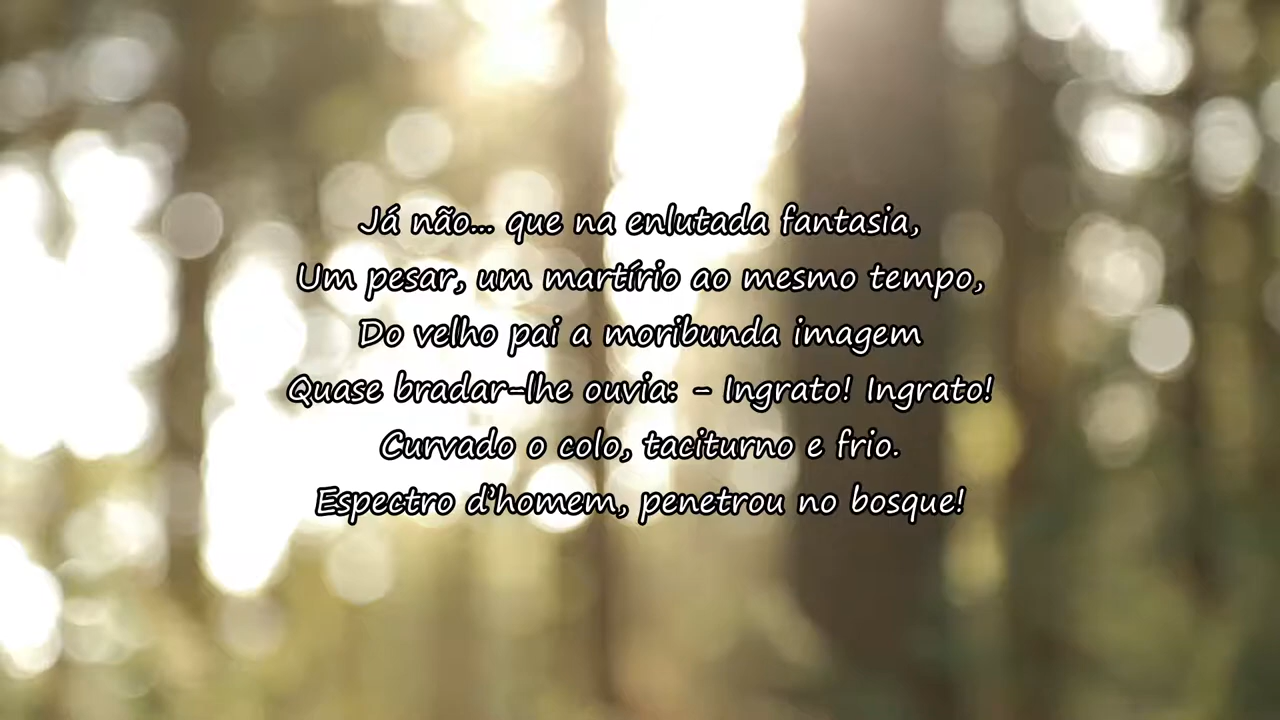 Já não... que na enlutada fantasia,
Um pesar, um martírio ao mesmo tempo,
Do velho pai a moribunda imagem
Quase bradar-lhe ouvia: - Ingrato! Ingrato!
Curvado o colo, taciturno e frio.
Espectro d'homem, penetrou no bosque!